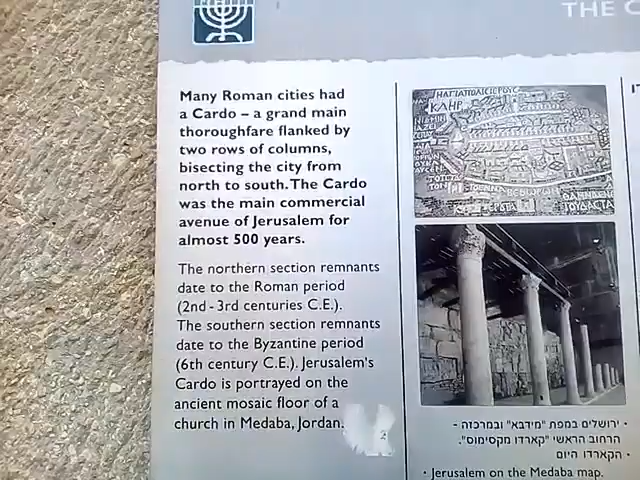 THE C
Many Roman cities had
a Cardo – a grand main
thoroughfare flanked by
two rows of columns,
bisecting the city from
north to south. The Cardo
was the main commercial
avenue of Jerusalem for
almost 500 years.
The northern section remnants
date to the Roman period
(2nd - 3rd centuries C.E.).
The southern section remnants
date to the Byzantine period
(6th century C.E.). Jerusalem's
Cardo is portrayed on the
ancient mosaic floor of a
church in Medaba, Jordan.
2
ΗΑΓΙΑΠΟΛΙΣΙΕΡΟΥΣ
ΚΛΗΡ
• ירושלים במפת "מידבא" ובמרכזה -
הרחוב הראשי "קארדו מקסימוס".
• הקארדו היום
• Jerusalem on the Medaba map.